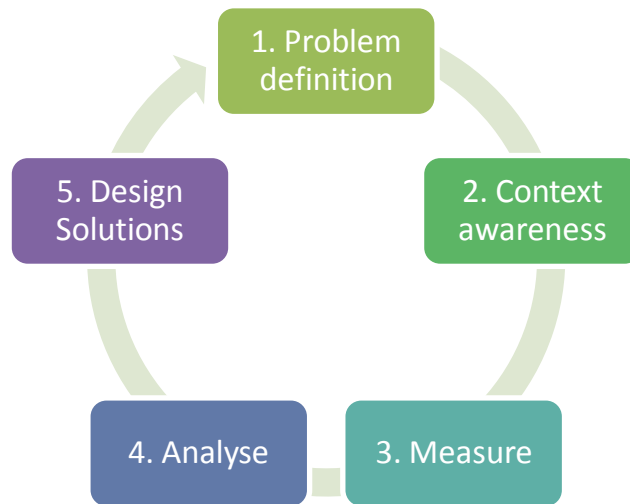 1. Problem
definition
2. Context
awareness
3. Measure
4. Analyse
5. Design
Solutions